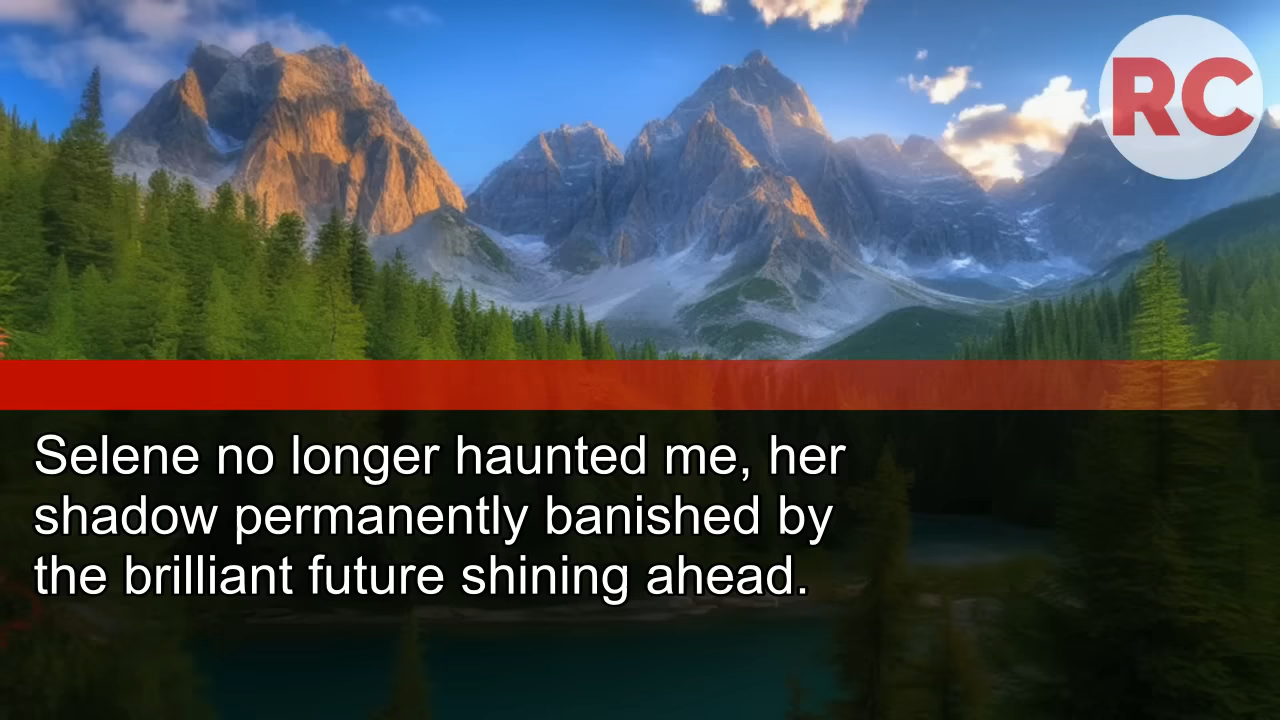 RC
Selene no longer haunted me, her
shadow permanently banished by
the brilliant future shining ahead.